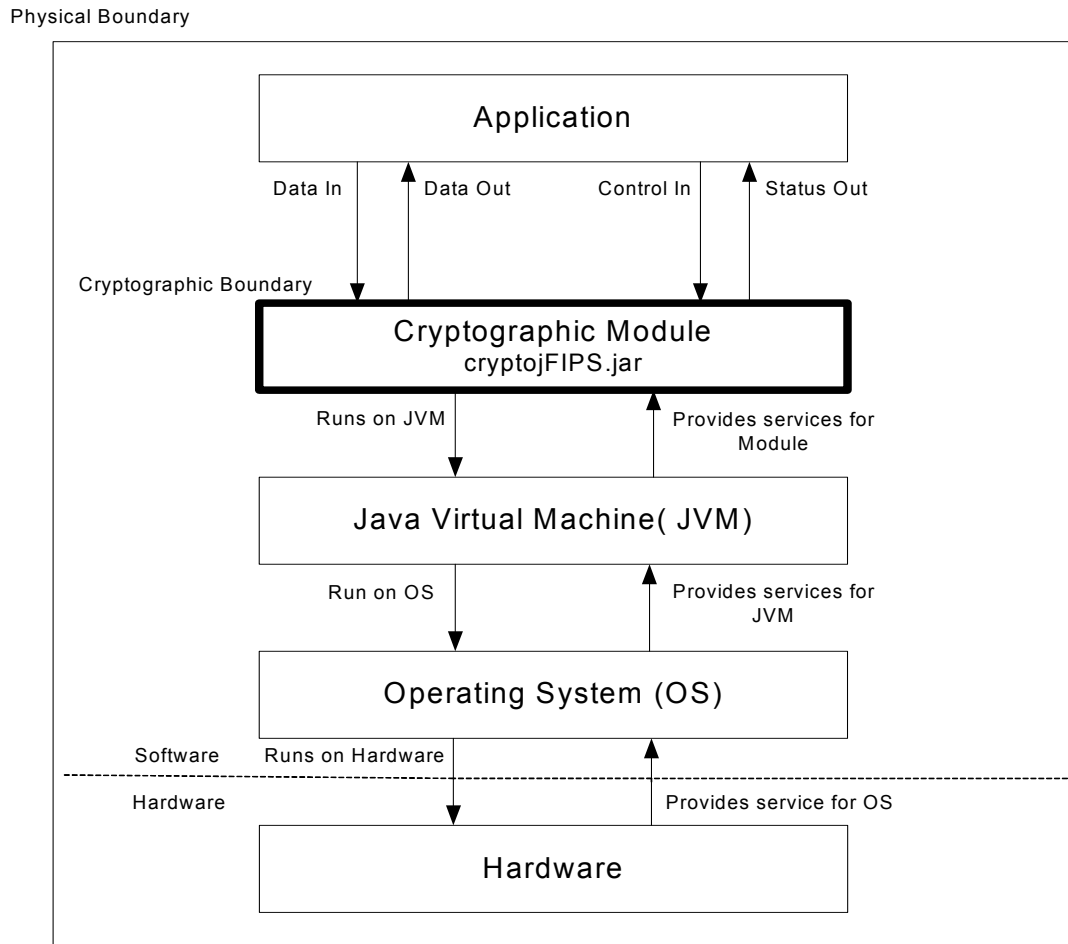 Physical Boundary
Application
Data In
Data Out
Control In
Status Out
Cryptographic Boundary
Cryptographic Module
cryptojFIPS.jar
Runs on JVM
Provides services for
Module
Java Virtual Machine( JVM)
Run on OS
Provides services for
JVM
Operating System (OS)
Software
Runs on Hardware
Hardware
Provides service for OS
Hardware